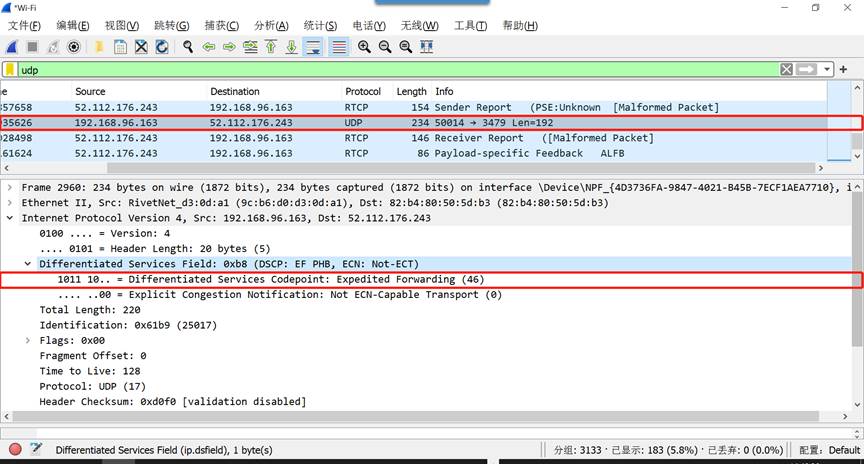 *Wi-Fi
文件(F) 编辑(E) 视图(V) 跳转(G) 捕获(C) 分析(A) 统计(S) 电话(Y) 无线(W) 工具(T) 帮助(H)
udp
ne Source Destination Protocol Length Info
357658 52.112.176.243 192.168.96.163 RTCP 154 Sender Report (PSE:Unknown [Malformed Packet]
935626 192.168.96.163 52.112.176.243 UDP 234 50014 → 3479 Len=192
928498 192.168.96.163 52.112.176.243 RTCP 146 Receiver Report ([Malformed Packet]
161624 52.112.176.243 192.168.96.163 RTCP 86 Payload-specific Feedback ALFB
Frame 2960: 234 bytes on wire (1872 bits), 234 bytes captured (1872 bits) on interface \Device\NPF_{4D3736FA-9847-4021-B45B-7ECF1AEA7710}, i
Ethernet II, Src: RivetNet_d3:0d:a1 (9c:b6:d0:d3:0d:a1), Dst: 82:b4:80:50:5d:b3 (82:b4:80:50:5d:b3)
Internet Protocol Version 4, Src: 192.168.96.163, Dst: 52.112.176.243
0100 .... = Version: 4
.... 0101 = Header Length: 20 bytes (5)
Differentiated Services Field: 0xb8 (DSCP: EF PHB, ECN: Not-ECT)
1011 10.. = Differentiated Services Codepoint: Expedited Forwarding (46)
.... ..00 = Explicit Congestion Notification: Not ECN-Capable Transport (0)
Total Length: 220
Identification: 0x61b9 (25017)
Flags: 0x00
Fragment Offset: 0
Time to Live: 128
Protocol: UDP (17)
Header Checksum: 0xd0f0 [validation disabled]
Differentiated Services Field (ip.dsfield), 1 byte(s) 分组: 3133 · 已显示: 183 (5.8%) · 已丢弃: 0 (0.0%) 配置: Default